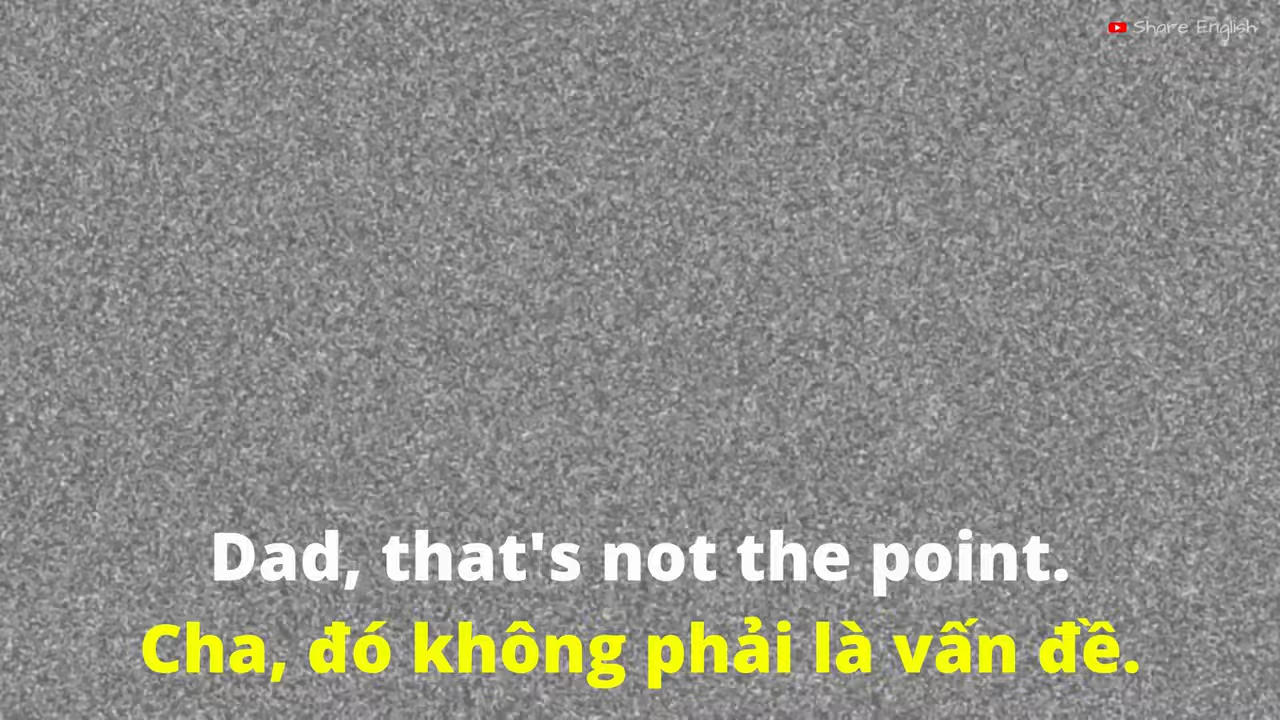 Share English
Dad, that's not the point.
Cha, đó không phải là vấn đề.